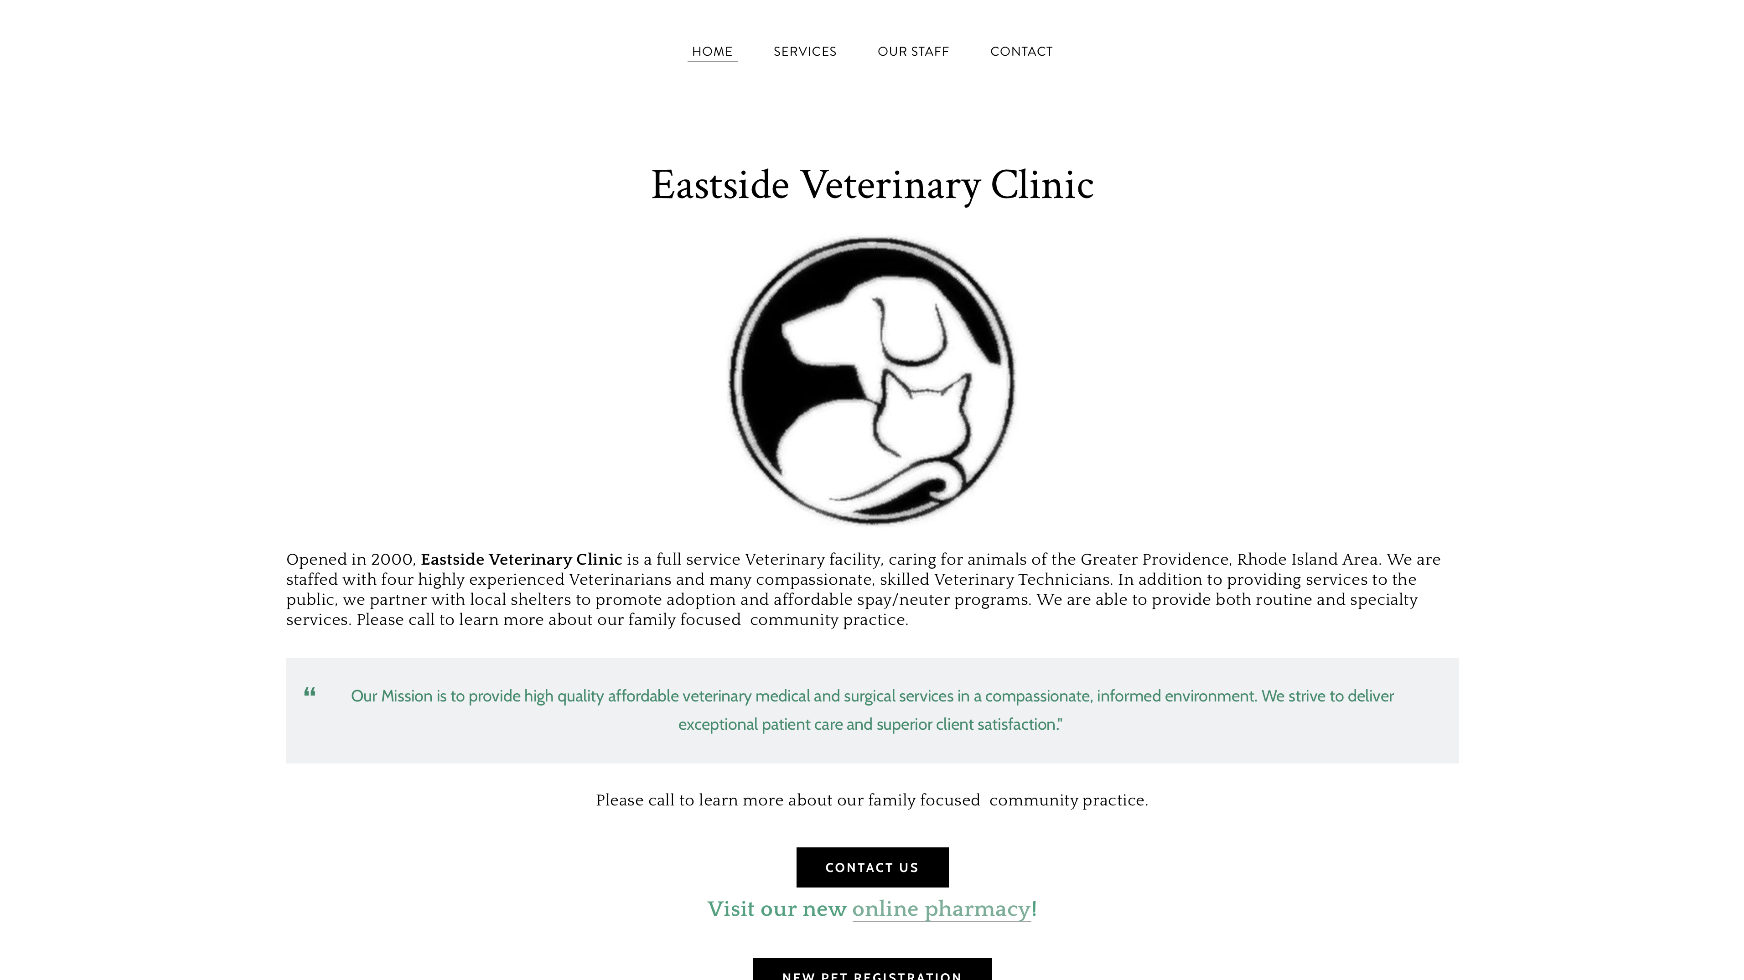 HOME SERVICES OUR STAFF CONTACT
Eastside Veterinary Clinic
Opened in 2000, Eastside Veterinary Clinic is a full service Veterinary facility, caring for animals of the Greater Providence, Rhode Island Area. We are
staffed with four highly experienced Veterinarians and many compassionate, skilled Veterinary Technicians. In addition to providing services to the
public, we partner with local shelters to promote adoption and affordable spay/neuter programs. We are able to provide both routine and specialty
services. Please call to learn more about our family focused  community practice.
“ Our Mission is to provide high quality affordable veterinary medical and surgical services in a compassionate, informed environment. We strive to deliver
exceptional patient care and superior client satisfaction."
Please call to learn more about our family focused  community practice.
CONTACT US
Visit our new online pharmacy!
NEW PET REGISTRATION